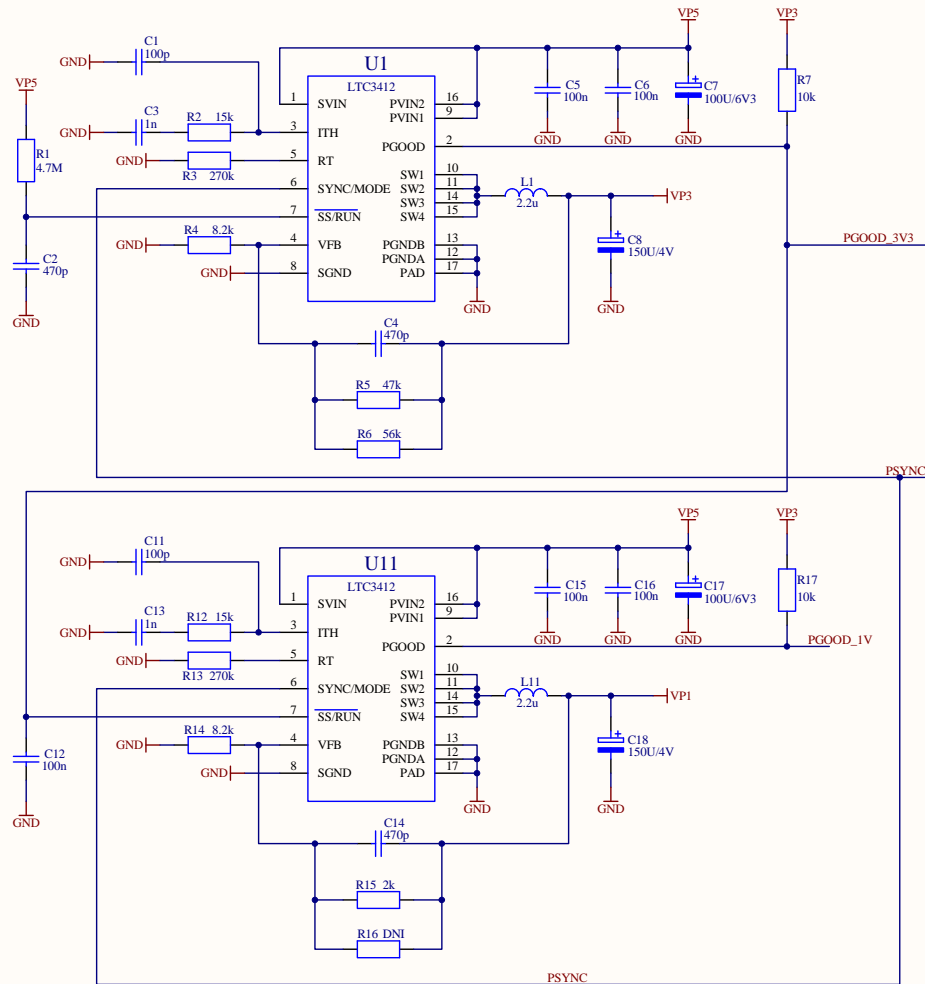 VP5
VP3
C1
100p
GND
U1
LTC3412
VP5
R1
4.7M
C3
1n
R2 15k
GND
GND
R3 270k
1 SVIN
3 ITH
5 RT
6 SYNC/MODE
7 SS/RUN
4 VFB
8 SGND
PVIN2 16
PVIN1 9
PGOOD 2
SW1 10
SW2 11
SW3 14
SW4 15
PGNDB 13
PGNDA 12
PAD 17
C5
100n
C6
100n
C7
100U/6V3
R7
10k
GND
GND
GND
L1
2.2u
VP3
C8
150U/4V
GND
GND
PGOOD_3V3
GND
R4 8.2k
GND
C2
470p
GND
C4
470p
R5 47k
R6 56k
PSYNC
VP5
VP3
C11
100p
GND
U11
LTC3412
C13
1n
R12 15k
GND
GND
R13 270k
1 SVIN
3 ITH
5 RT
6 SYNC/MODE
7 SS/RUN
4 VFB
8 SGND
PVIN2 16
PVIN1 9
PGOOD 2
SW1 10
SW2 11
SW3 14
SW4 15
PGNDB 13
PGNDA 12
PAD 17
C15
100n
C16
100n
C17
100U/6V3
R17
10k
GND
GND
GND
PGOOD_1V
L11
2.2u
VP1
C18
150U/4V
GND
GND
GND
R14 8.2k
GND
C12
100n
GND
C14
470p
R15 2k
R16 DNI
PSYNC